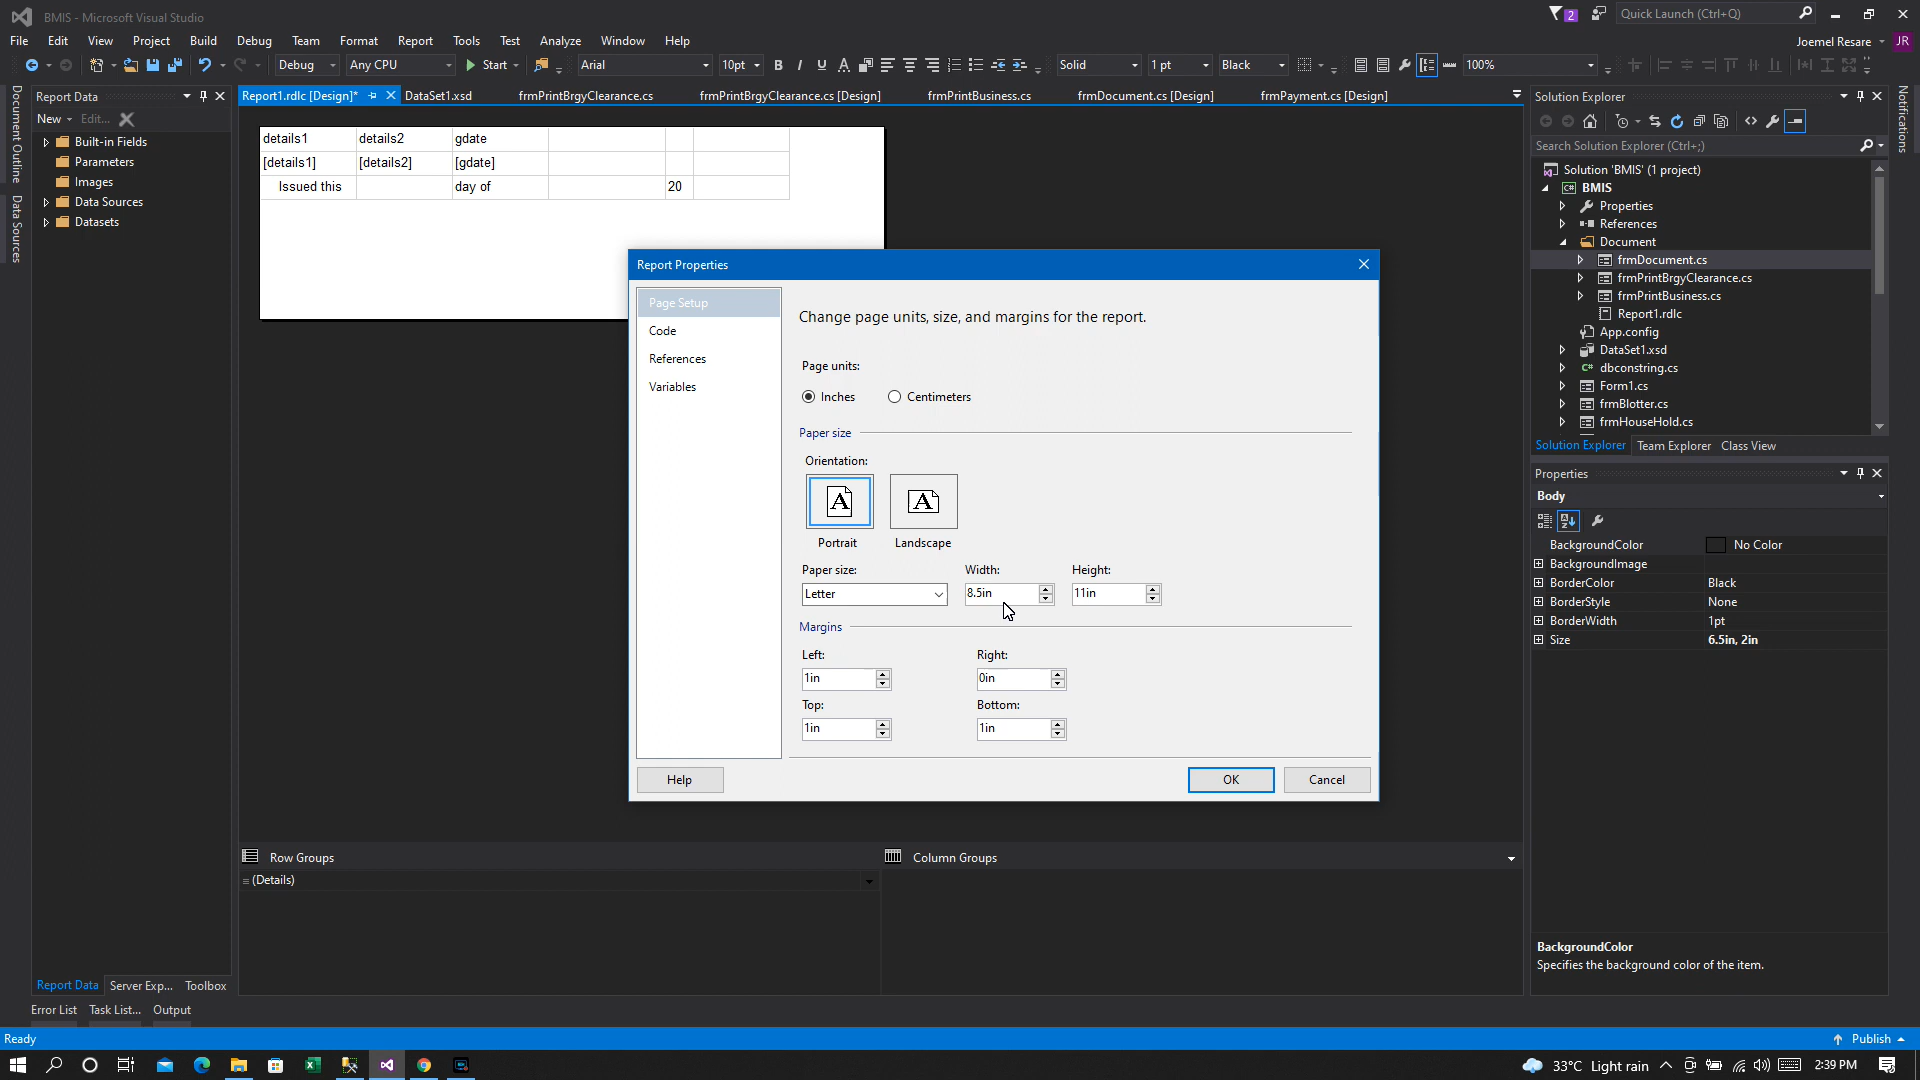 BMIS - Microsoft Visual Studio
2
Quick Launch (Ctrl+Q)
File Edit View Project Build Debug Team Format Report Tools Test Analyze Window Help
Joemel Resare JR
Debug Any CPU Start Arial 10pt B I U A Solid 1 pt Black 100%
Document Outline
Data Sources
Report Data
New Edit...
Built-in Fields
Parameters
Images
Data Sources
Datasets
Report1.rdlc [Design]* DataSet1.xsd frmPrintBrgyClearance.cs frmPrintBrgyClearance.cs [Design] frmPrintBusiness.cs frmDocument.cs [Design] frmPayment.cs [Design]
details1 details2 gdate
[details1] [details2] [gdate]
Issued this day of 20
Report Properties
Page Setup
Code
References
Variables
Change page units, size, and margins for the report.
Page units:
Inches Centimeters
Paper size
Orientation:
A A
Portrait Landscape
Paper size: Width: Height:
Letter 8.5in 11in
Margins
Left: Right:
1in 0in
Top: Bottom:
1in 1in
Help OK Cancel
Row Groups
(Details)
Column Groups
Solution Explorer
Search Solution Explorer (Ctrl+;)
Solution 'BMIS' (1 project)
C# BMIS
Properties
References
Document
frmDocument.cs
frmPrintBrgyClearance.cs
frmPrintBusiness.cs
Report1.rdlc
App.config
DataSet1.xsd
C# dbconstring.cs
Form1.cs
frmBlotter.cs
frmHouseHold.cs
Solution Explorer Team Explorer Class View
Properties
Body
BackgroundColor No Color
BackgroundImage
BorderColor Black
BorderStyle None
BorderWidth 1pt
Size 6.5in, 2in
BackgroundColor
Specifies the background color of the item.
Notifications
Report Data Server Exp... Toolbox
Error List Task List... Output
Ready
Publish
33°C Light rain 2:39 PM